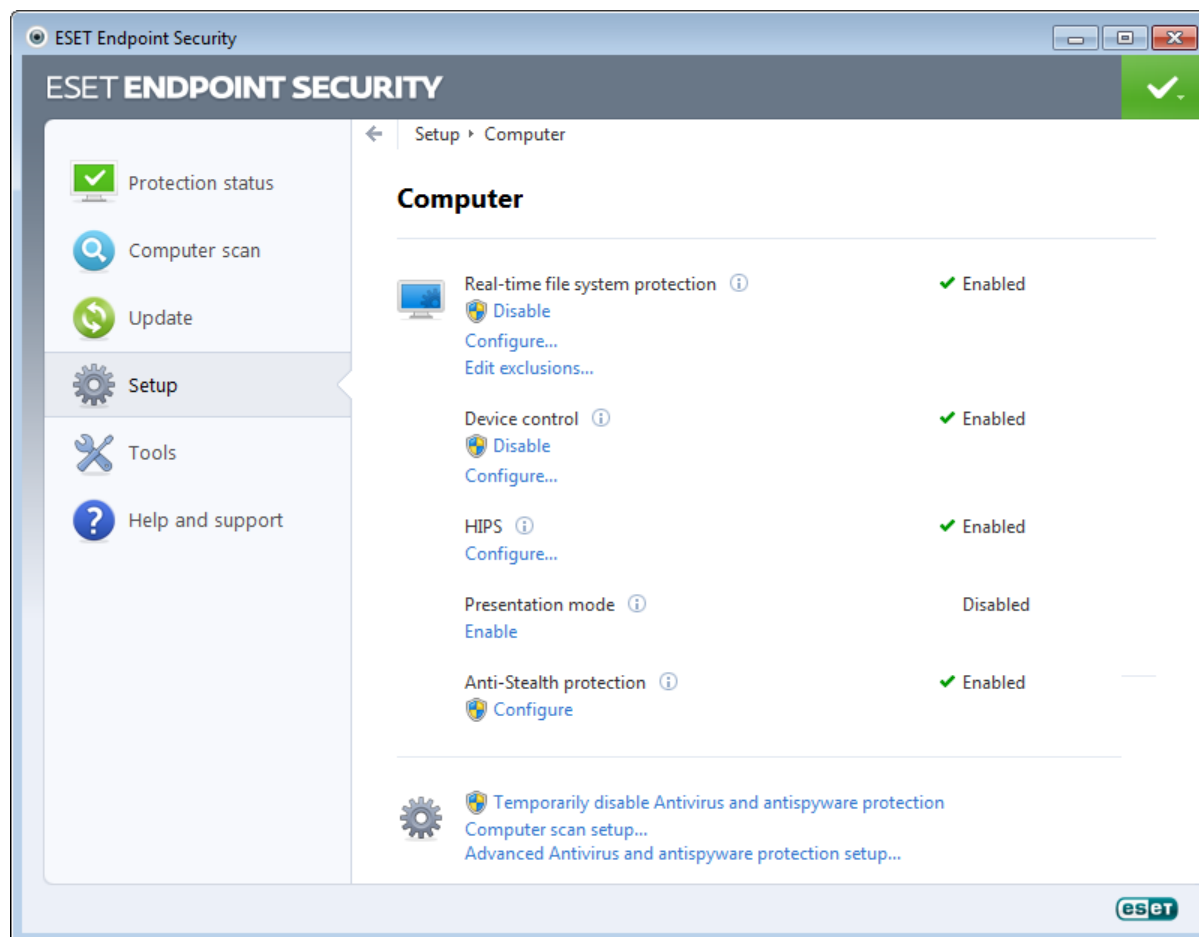 ESET Endpoint Security
ESET ENDPOINT SECURITY
Setup Computer
Protection status
Computer scan
Update
Setup
Tools
Help and support
Computer
Real-time file system protection Enabled
Disable
Configure...
Edit exclusions...
Device control Enabled
Disable
Configure...
HIPS Enabled
Configure...
Presentation mode Disabled
Enable
Anti-Stealth protection Enabled
Configure
Temporarily disable Antivirus and antispyware protection
Computer scan setup...
Advanced Antivirus and antispyware protection setup...
eseT